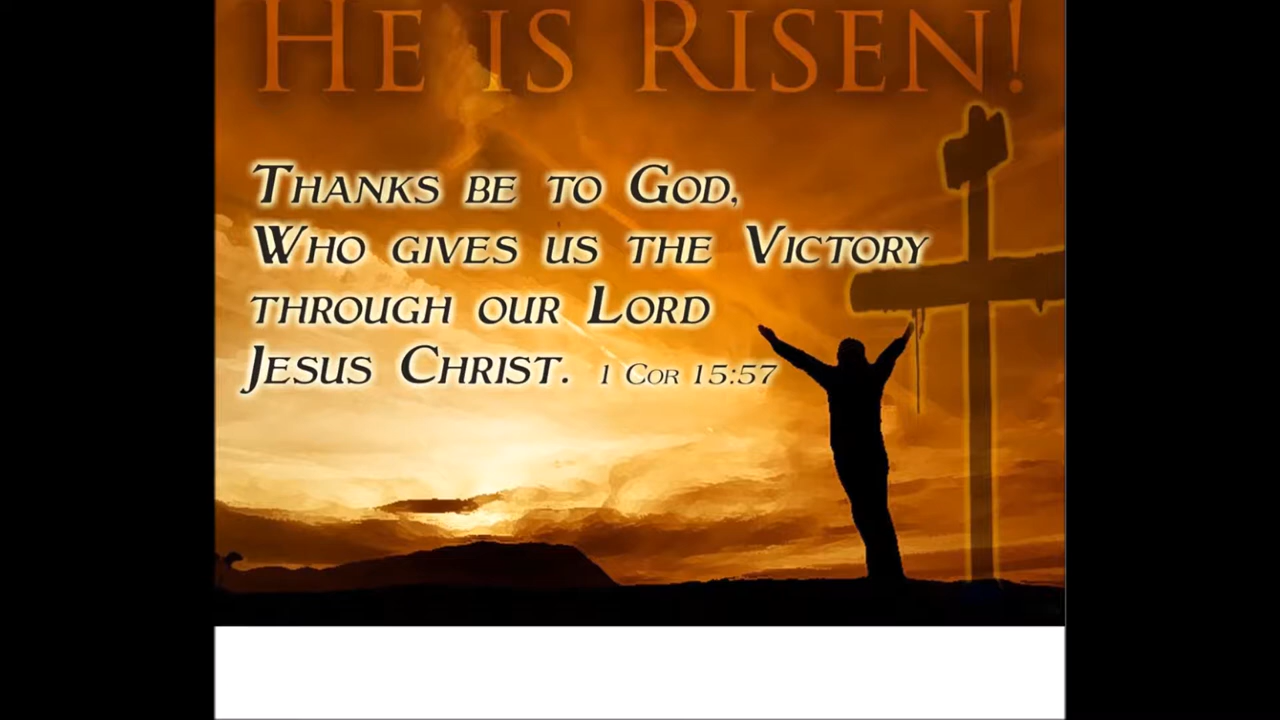 He is Risen!
Thanks be to God,
Who gives us the Victory
through our Lord
Jesus Christ. 1 Cor 15:57